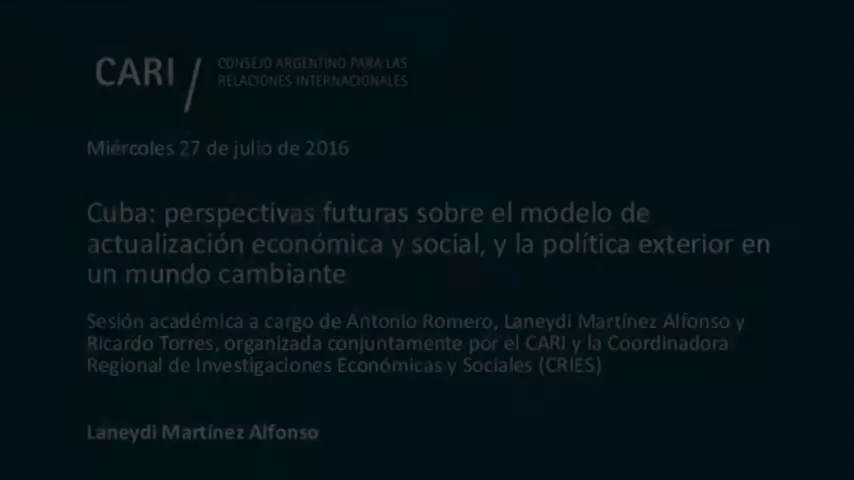 CARI
CONSEJO ARGENTINO PARA LAS
RELACIONES INTERNACIONALES
Miércoles 27 de julio de 2016
Cuba: perspectivas futuras sobre el modelo de
actualización económica y social, y la política exterior en
un mundo cambiante
Sesión académica a cargo de Antonio Romero, Laneydi Martínez Alfonso y
Ricardo Torres, organizada conjuntamente por el CARI y la Coordinadora
Regional de Investigaciones Económicas y Sociales (CRIES)
Laneydi Martínez Alfonso